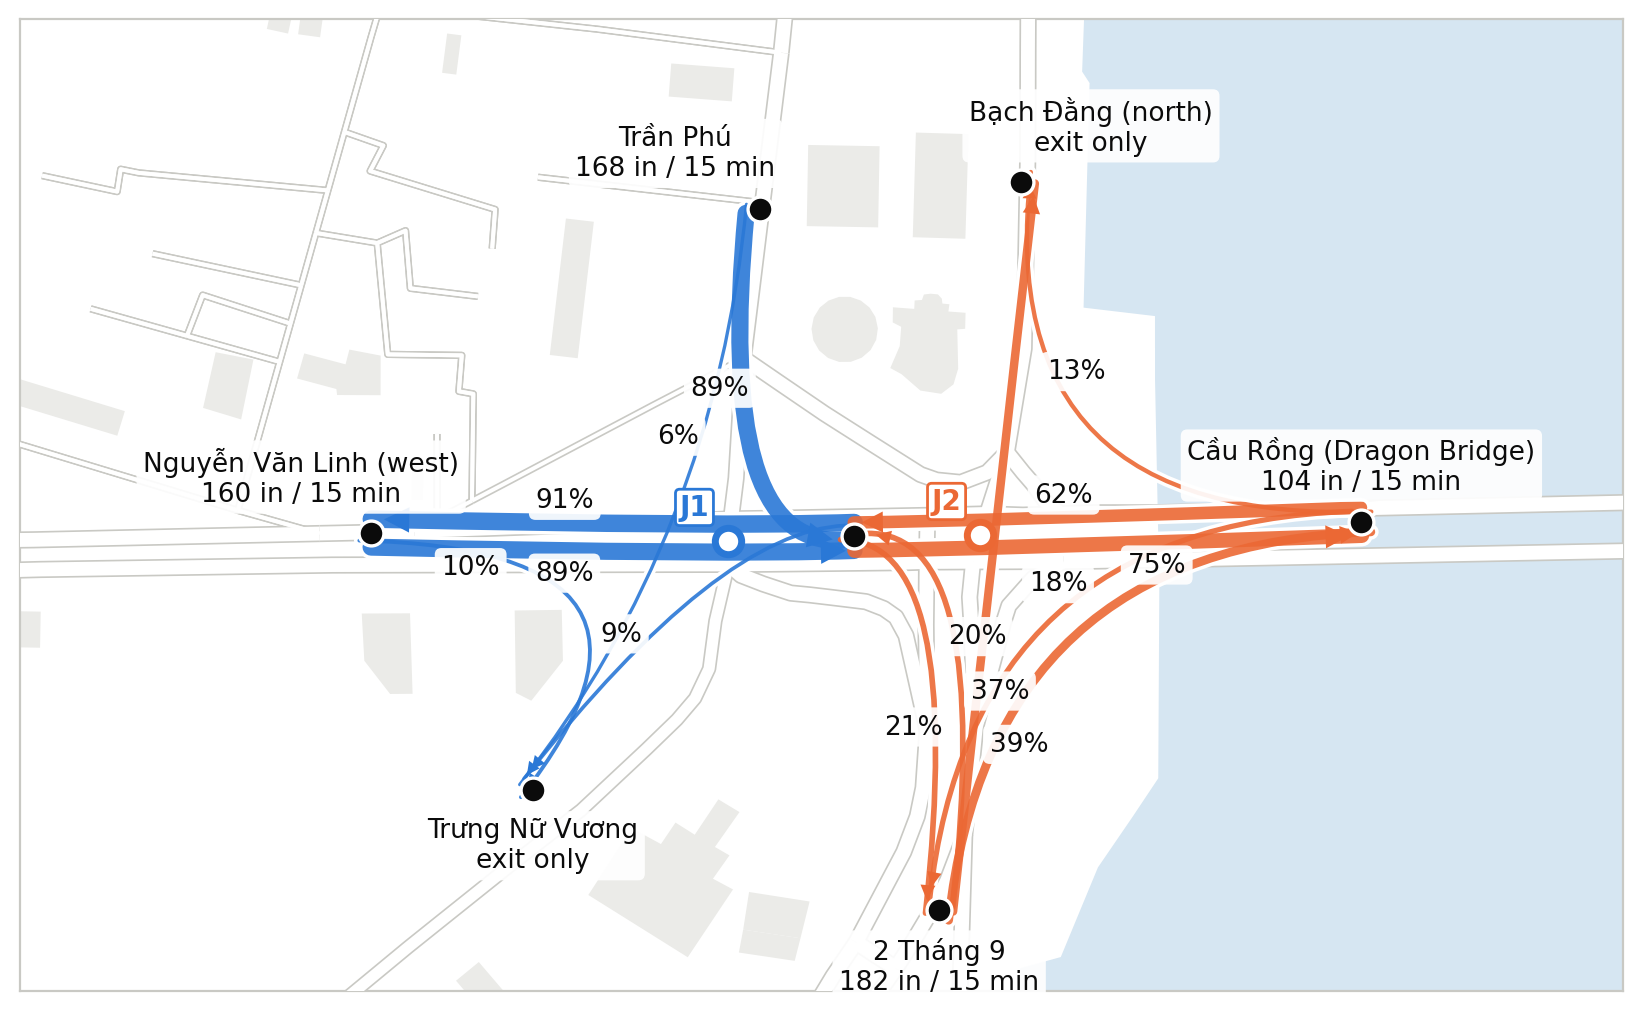 Bạch Đằng (north)
exit only
Trần Phú
168 in / 15 min
13%
89%
6%
Nguyễn Văn Linh (west)
160 in / 15 min
Cầu Rồng (Dragon Bridge)
104 in / 15 min
91%
J1
J2
62%
10%
89%
75%
18%
9%
20%
37%
21%
39%
Trưng Nữ Vương
exit only
2 Tháng 9
182 in / 15 min